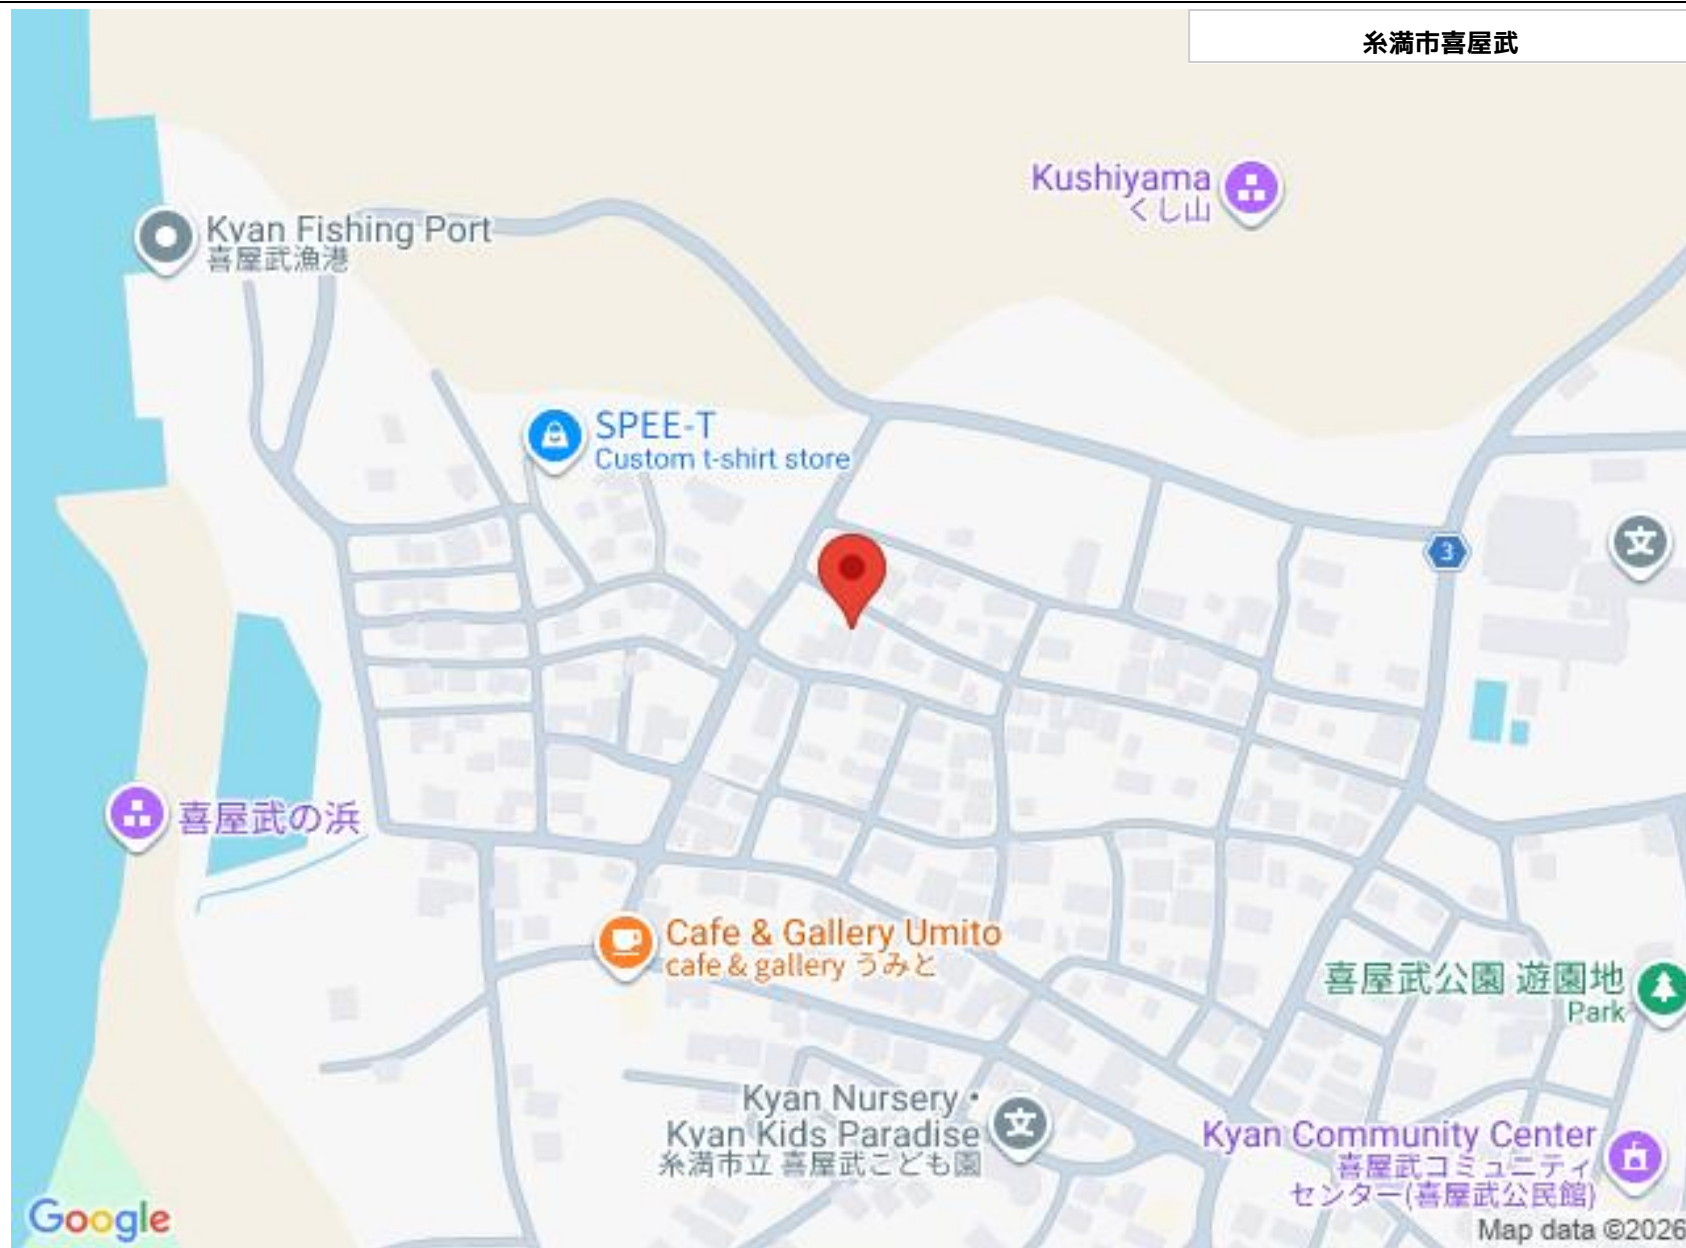 糸満市喜屋武
Kushiyama
くし山
Kyan Fishing Port
喜屋武漁港
SPEE-T
Custom t-shirt store
3
文
喜屋武の浜
Cafe & Gallery Umito
cafe & gallery うみと
喜屋武公園 遊園地
Park
Kyan Nursery •
Kyan Kids Paradise
糸満市立 喜屋武こども園
文
Kyan Community Center
喜屋武コミュニティ
センター(喜屋武公民館)
Google
Map data ©2026